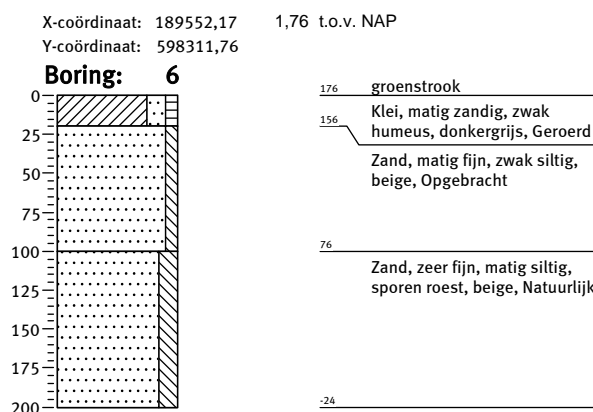 X-coördinaat: 189552,17 1,76 t.o.v. NAP
Y-coördinaat: 598311,76
Boring: 6
0
25
50
75
100
125
150
175
200
176 groenstrook
Klei, matig zandig, zwak
156 humeus, donkergrijs, Geroerd
Zand, matig fijn, zwak siltig,
beige, Opgebracht
76
Zand, zeer fijn, matig siltig,
sporen roest, beige, Natuurlijk
-24